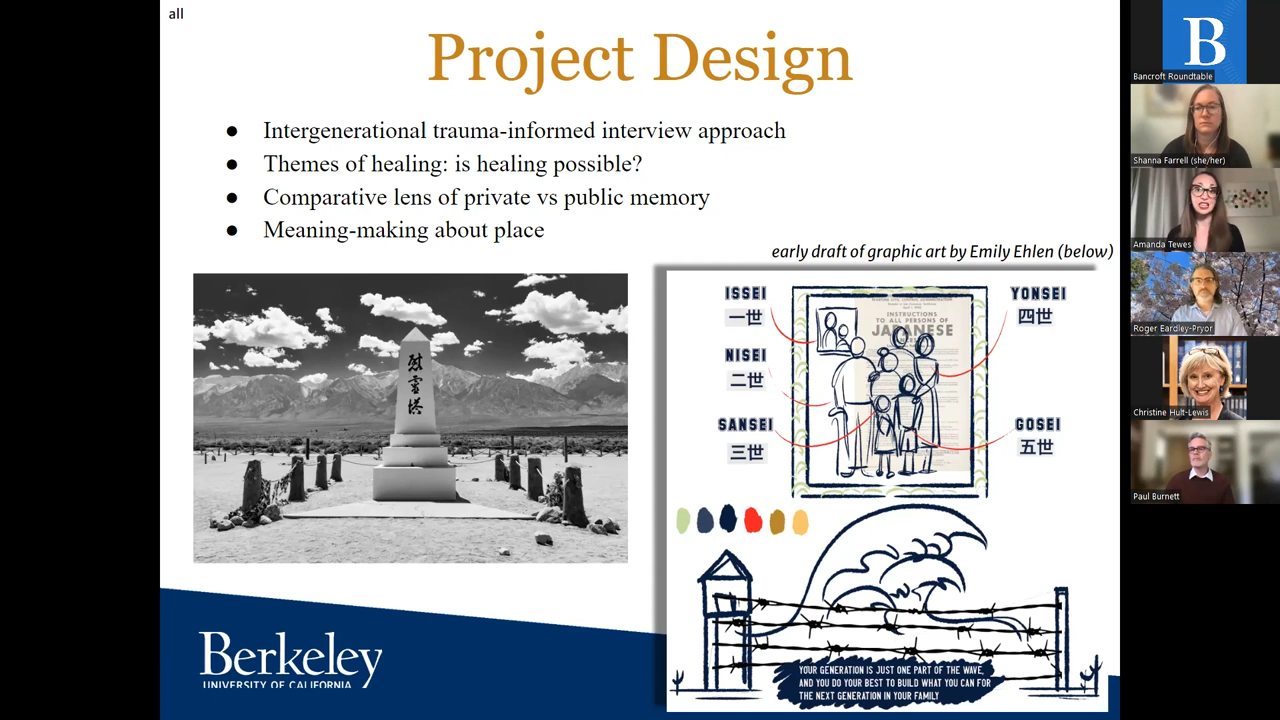 all
Project Design
● Intergenerational trauma-informed interview approach
● Themes of healing: is healing possible?
● Comparative lens of private vs public memory
● Meaning-making about place
early draft of graphic art by Emily Ehlen (below)
慰霊塔
ISSEI
一世
NISEI
二世
SANSEI
三世
YONSEI
四世
GOSEI
五世
INSTRUCTIONS
TO ALL PERSONS OF
JAPANESE
YOUR GENERATION IS JUST ONE PART OF THE WAVE,
AND YOU DO YOUR BEST TO BUILD WHAT YOU CAN FOR
THE NEXT GENERATION IN YOUR FAMILY
Berkeley
UNIVERSITY OF CALIFORNIA
B
Bancroft Roundtable
Shanna Farrell (she/her)
Amanda Tewes
Roger Eardley-Pryor
Christine Hult-Lewis
Paul Burnett